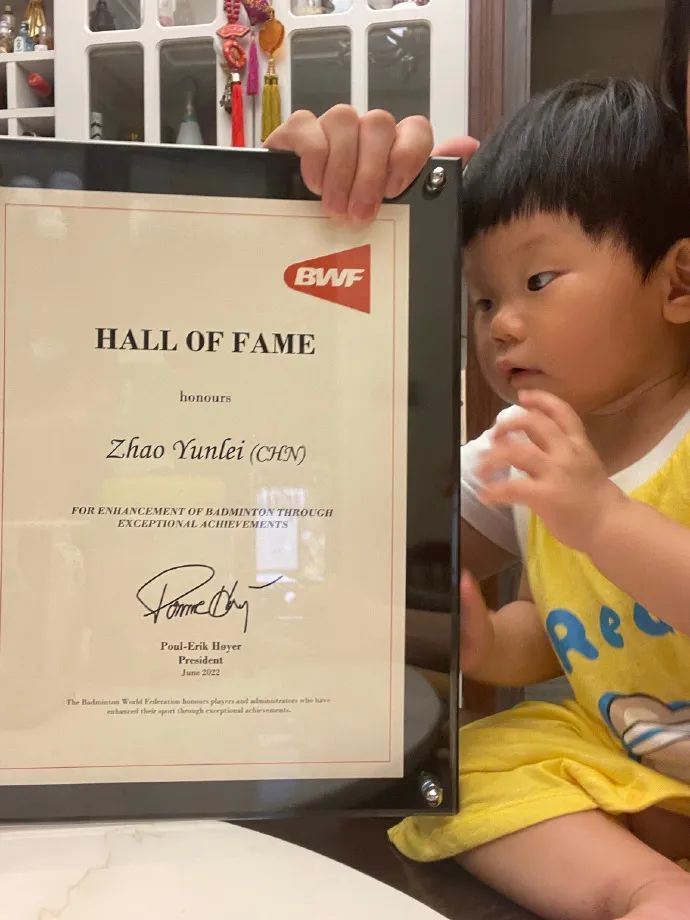 BWF
HALL OF FAME
honours
Zhao Yunlei (CHN)
FOR ENHANCEMENT OF BADMINTON THROUGH
EXCEPTIONAL ACHIEVEMENTS
Poul-Erik Høyer
President
June 2022
The Badminton World Federation honours players and administrators who have
enhanced their sport through exceptional achievements.